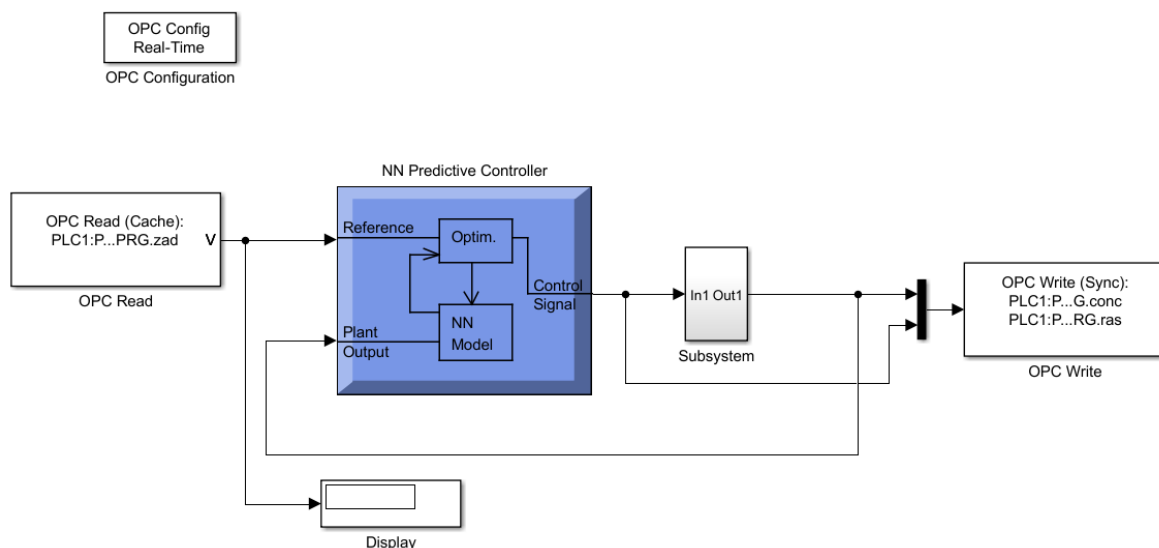 OPC Config
Real-Time
OPC Configuration
NN Predictive Controller
OPC Read (Cache):
PLC1:P...PRG.zad
V
OPC Read
Reference
Optim.
Control
Signal
Plant
Output
NN
Model
In1 Out1
Subsystem
OPC Write (Sync):
PLC1:P...G.conc
PLC1:P...RG.ras
OPC Write
Display